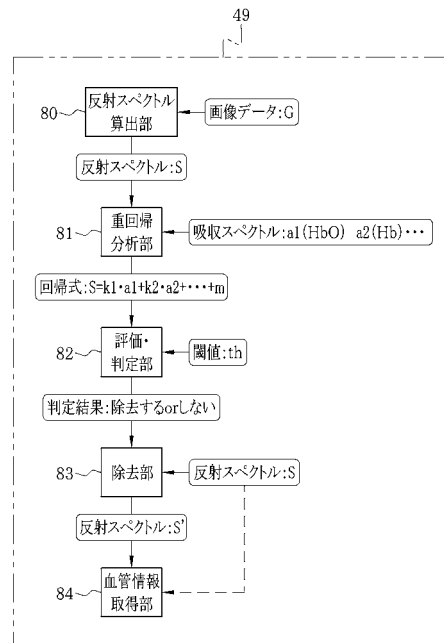 49
80
反射スペクトル
算出部
画像データ:G
反射スペクトル:S
81
重回帰
分析部
吸収スペクトル:a1(HbO) a2(Hb)・・・
回帰式:S=k1・a1+k2・a2+・・・+m
82
評価・
判定部
閾値:th
判定結果:除去するorしない
83
除去部
反射スペクトル:S
反射スペクトル:S'
84
血管情報
取得部